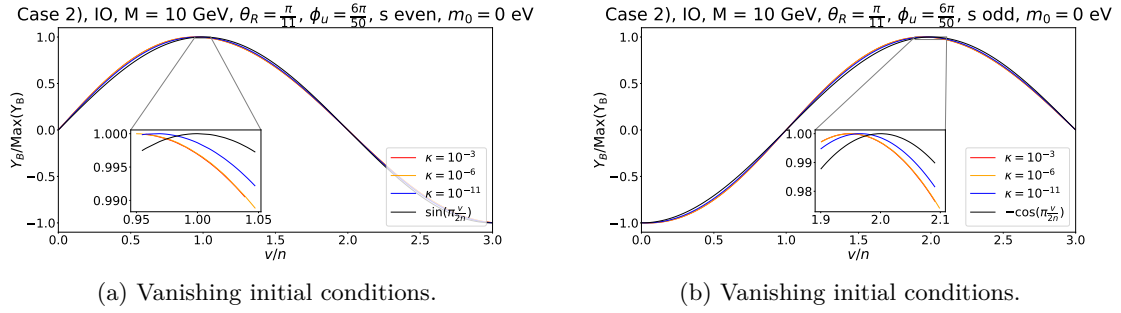 Case 2), IO, M = 10 GeV, θ_R = π/11, ϕ_u = 6π/50, s even, m₀ = 0 eV
Y_B/Max(Y_B)
1.0
0.5
0.0
−0.5
−1.0
1.000
0.995
0.990
0.95
1.00
1.05
κ = 10⁻³
κ = 10⁻⁶
κ = 10⁻¹¹
sin(π v/2n)
0.0
0.5
1.0
1.5
2.0
2.5
3.0
v/n
(a) Vanishing initial conditions.
Case 2), IO, M = 10 GeV, θ_R = π/11, ϕ_u = 6π/50, s odd, m₀ = 0 eV
Y_B/Max(Y_B)
1.0
0.5
0.0
−0.5
−1.0
1.00
0.99
0.98
1.9
2.0
2.1
κ = 10⁻³
κ = 10⁻⁶
κ = 10⁻¹¹
−cos(π v/2n)
0.0
0.5
1.0
1.5
2.0
2.5
3.0
v/n
(b) Vanishing initial conditions.